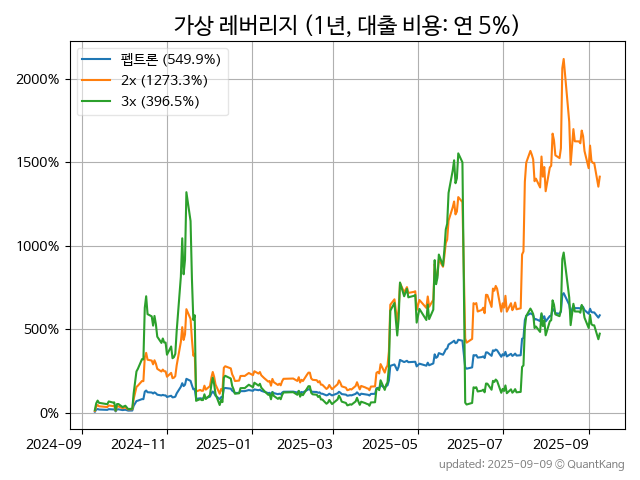 가상 레버리지 (1년, 대출 비용: 연 5%)
펩트론 (549.9%)
2x (1273.3%)
3x (396.5%)
2000%
1500%
1000%
500%
0%
2024-09 2024-11 2025-01 2025-03 2025-05 2025-07 2025-09
updated: 2025-09-09 © QuantKang